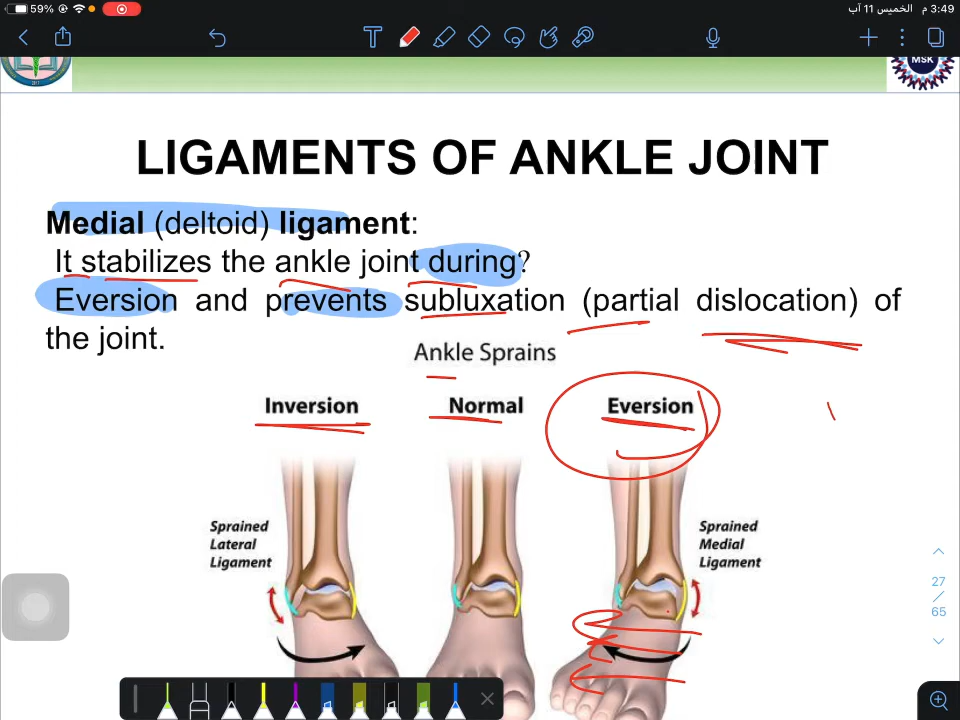 59%
الخميس 11 آب
3:49 م
MSK
LIGAMENTS OF ANKLE JOINT
Medial (deltoid) ligament:
It stabilizes the ankle joint during?
Eversion and prevents subluxation (partial dislocation) of
the joint.
Ankle Sprains
Inversion Normal Eversion
Sprained
Lateral
Ligament
Sprained
Medial
Ligament
27
/
65